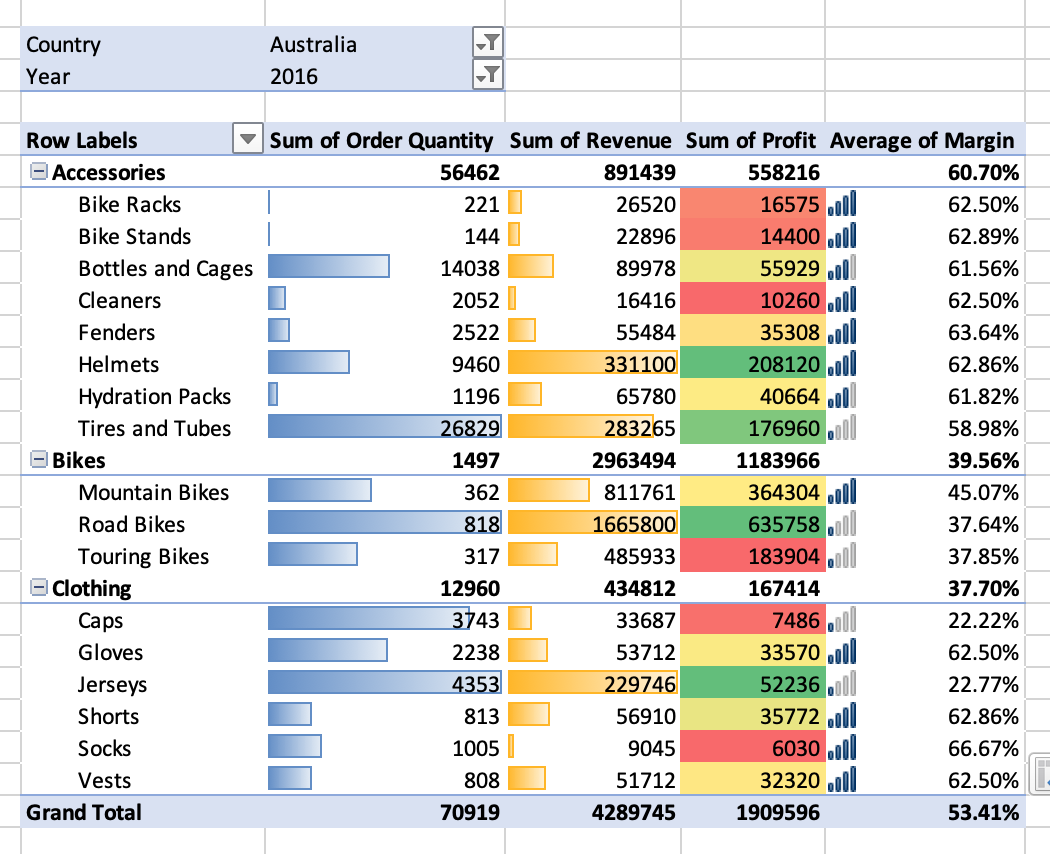 Country Australia
Year 2016
Row Labels Sum of Order Quantity Sum of Revenue Sum of Profit Average of Margin
Accessories 56462 891439 558216 60.70%
Bike Racks 221 26520 16575 62.50%
Bike Stands 144 22896 14400 62.89%
Bottles and Cages 14038 89978 55929 61.56%
Cleaners 2052 16416 10260 62.50%
Fenders 2522 55484 35308 63.64%
Helmets 9460 331100 208120 62.86%
Hydration Packs 1196 65780 40664 61.82%
Tires and Tubes 26829 283265 176960 58.98%
Bikes 1497 2963494 1183966 39.56%
Mountain Bikes 362 811761 364304 45.07%
Road Bikes 818 1665800 635758 37.64%
Touring Bikes 317 485933 183904 37.85%
Clothing 12960 434812 167414 37.70%
Caps 3743 33687 7486 22.22%
Gloves 2238 53712 33570 62.50%
Jerseys 4353 229746 52236 22.77%
Shorts 813 56910 35772 62.86%
Socks 1005 9045 6030 66.67%
Vests 808 51712 32320 62.50%
Grand Total 70919 4289745 1909596 53.41%